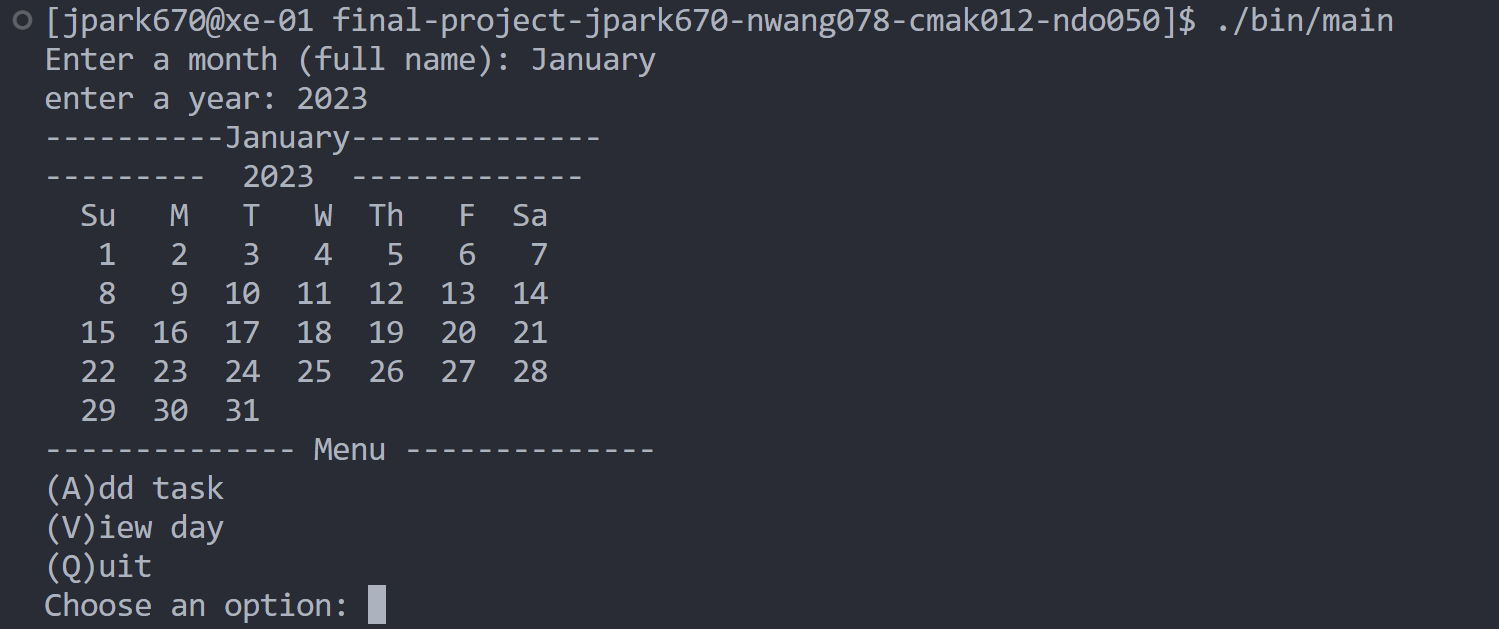 [jpark670@xe-01 final-project-jpark670-nwang078-cmak012-ndo050]$ ./bin/main
Enter a month (full name): January
enter a year: 2023
----------January--------------
---------  2023  -------------
  Su   M   T   W  Th   F  Sa
   1   2   3   4   5   6   7
   8   9  10  11  12  13  14
  15  16  17  18  19  20  21
  22  23  24  25  26  27  28
  29  30  31
-------------- Menu --------------
(A)dd task
(V)iew day
(Q)uit
Choose an option: